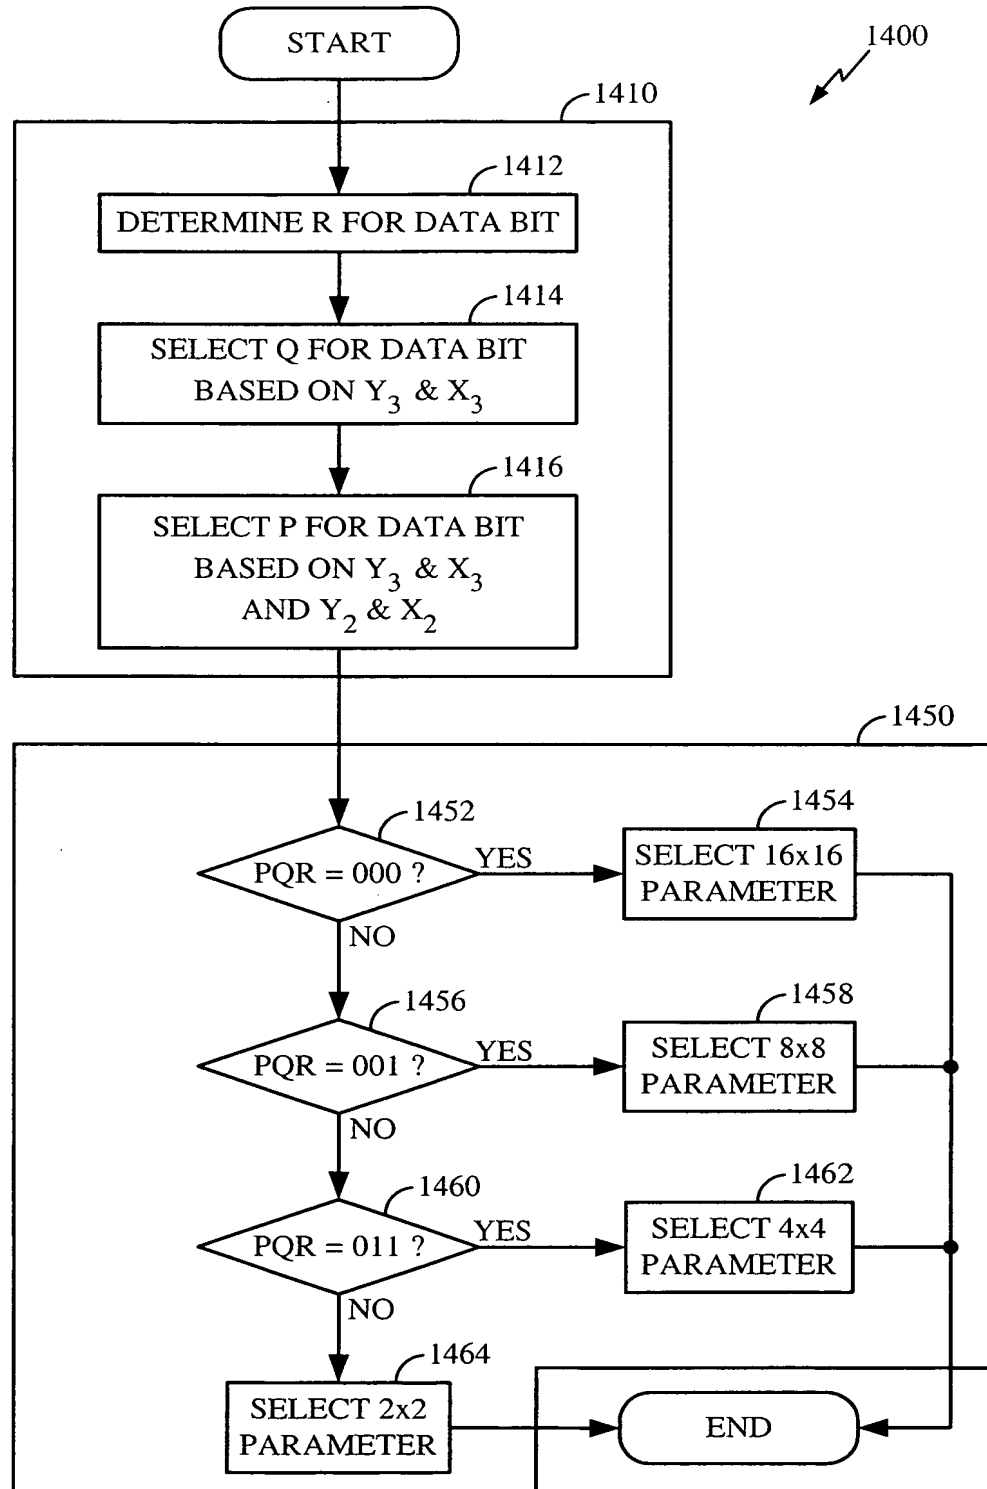 START
1400
1410
1412
DETERMINE R FOR DATA BIT
1414
SELECT Q FOR DATA BIT
BASED ON Y3 & X3
1416
SELECT P FOR DATA BIT
BASED ON Y3 & X3
AND Y2 & X2
1450
1452
PQR = 000 ?
YES
1454
SELECT 16x16
PARAMETER
NO
1456
PQR = 001 ?
YES
1458
SELECT 8x8
PARAMETER
NO
1460
PQR = 011 ?
YES
1462
SELECT 4x4
PARAMETER
NO
1464
SELECT 2x2
PARAMETER
END